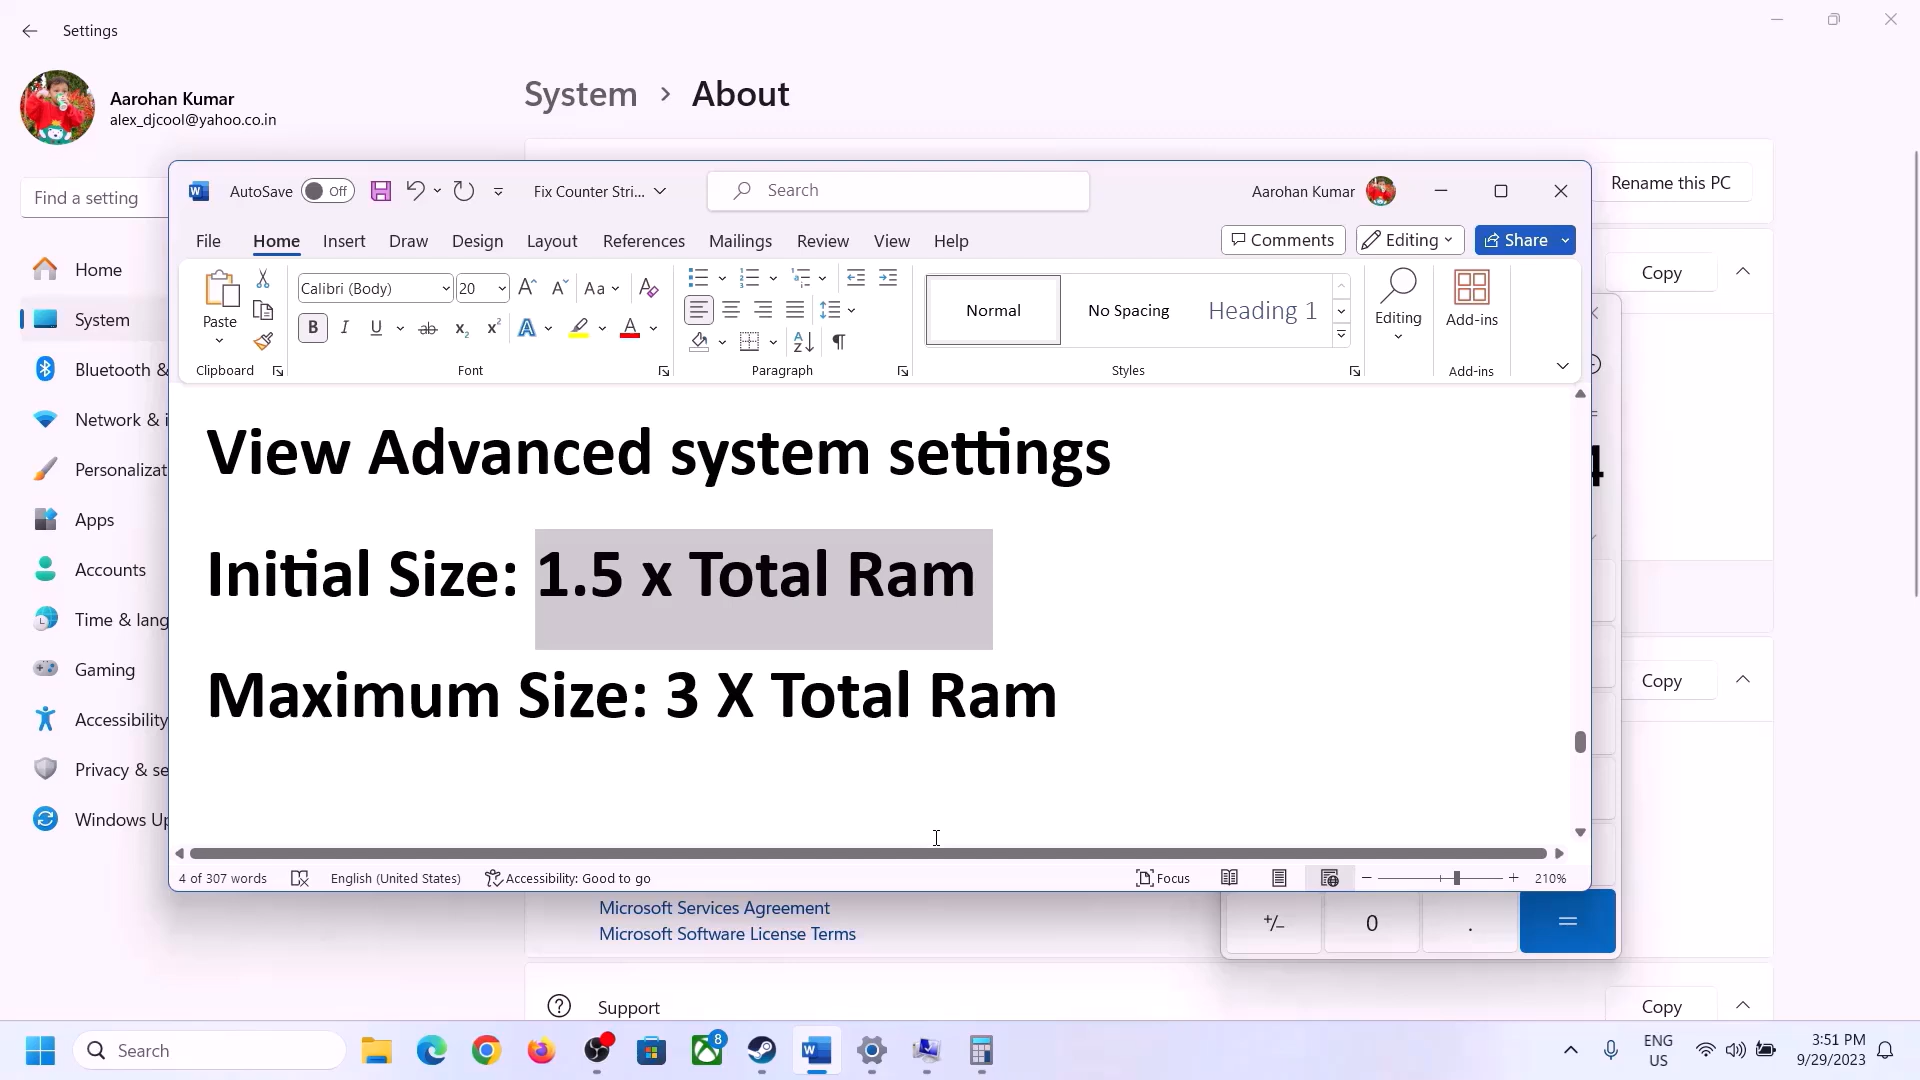 Settings
Aarohan Kumar
alex_djcool@yahoo.co.in
System > About
Find a setting
Rename this PC
Home
System
Bluetooth &
Network & i
Personalizat
Apps
Accounts
Time & lang
Gaming
Accessibility
Privacy & se
Windows Up
AutoSave Off
Fix Counter Stri...
Search
Aarohan Kumar
File Home Insert Draw Design Layout References Mailings Review View Help
Comments Editing Share
Paste
Calibri (Body) 20
Normal
No Spacing
Heading 1
Editing
Add-ins
Clipboard Font Paragraph Styles Add-ins
View Advanced system settings
Initial Size: 1.5 x Total Ram
Maximum Size: 3 X Total Ram
4 of 307 words
English (United States)
Accessibility: Good to go
Focus
210%
Copy
Copy
4
Microsoft Services Agreement
Microsoft Software License Terms
+/− 0 . =
Support
Copy
Search
8
ENG
US
3:51 PM
9/29/2023